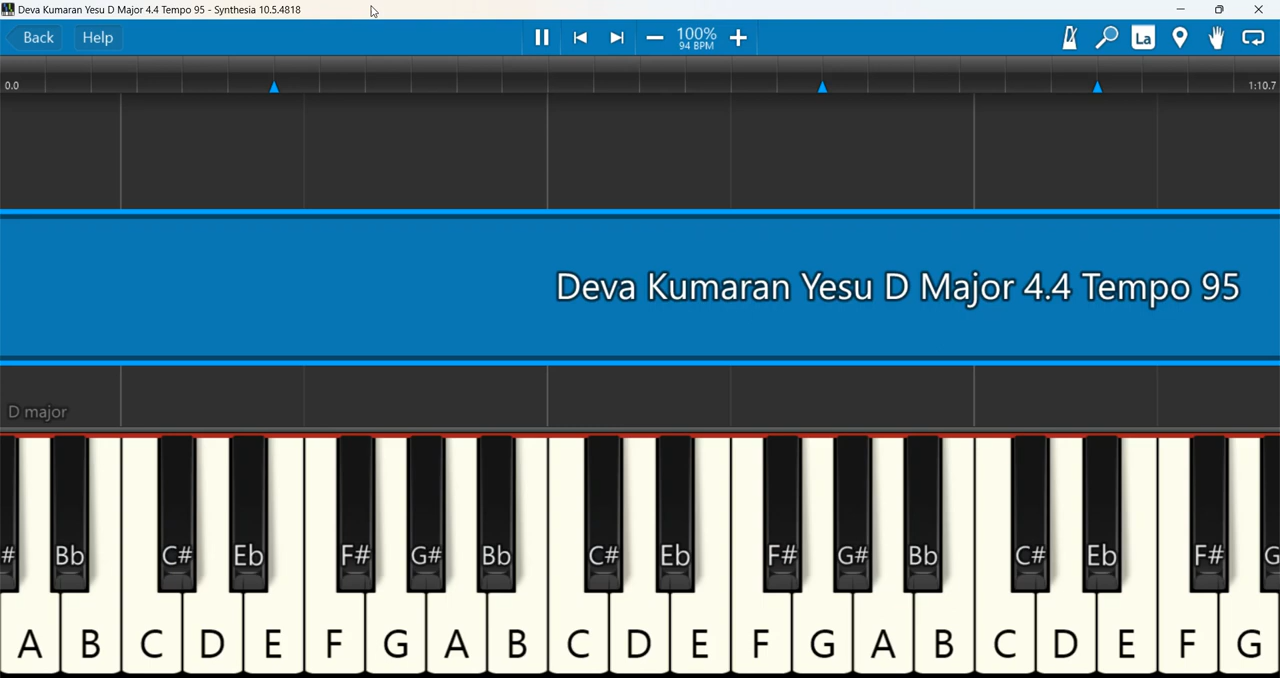 Deva Kumaran Yesu D Major 4.4 Tempo 95 - Synthesia 10.5.4818
Back Help 100% La
94 BPM
0.0 1:10.7
Deva Kumaran Yesu D Major 4.4 Tempo 95
D major
# Bb C# Eb F# G# Bb C# Eb F# G# Bb C# Eb F# G
A B C D E F G A B C D E F G A B C D E F G